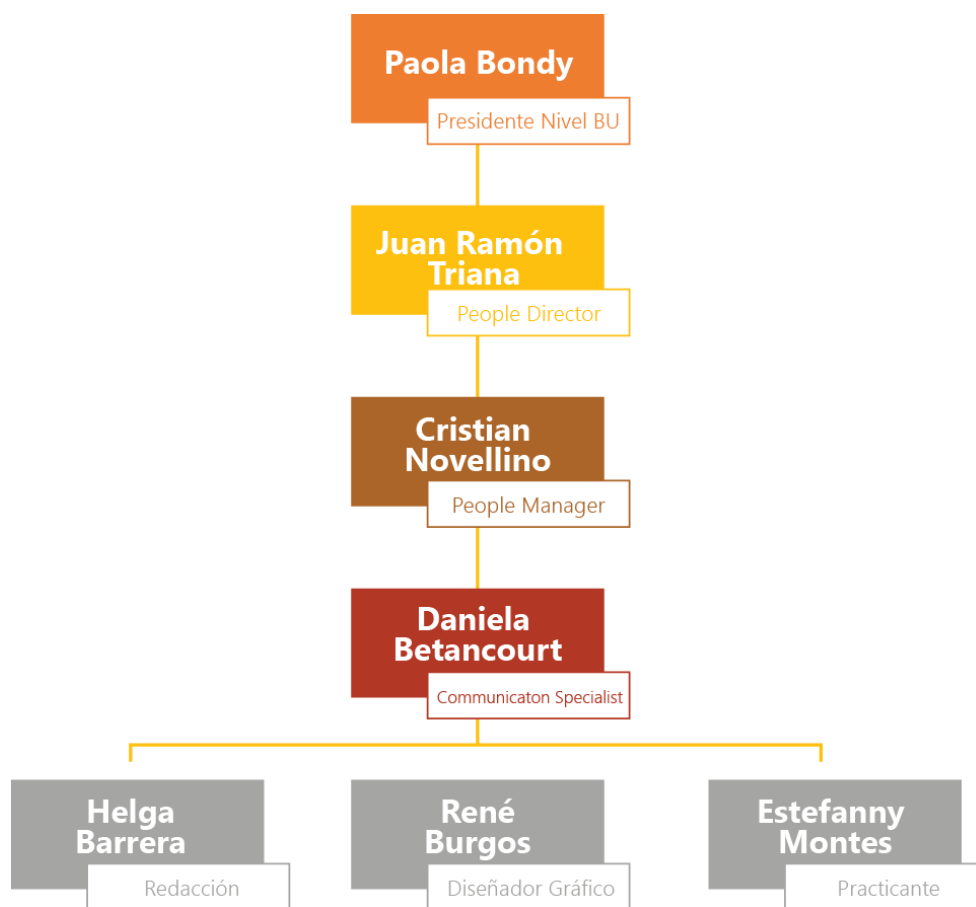 Paola Bondy
Presidente Nivel BU
Juan Ramón
Triana
People Director
Cristian
Novellino
People Manager
Daniela
Betancourt
Communicaton Specialist
Helga
Barrera
Redacción
René
Burgos
Diseñador Gráfico
Estefanny
Montes
Practicante